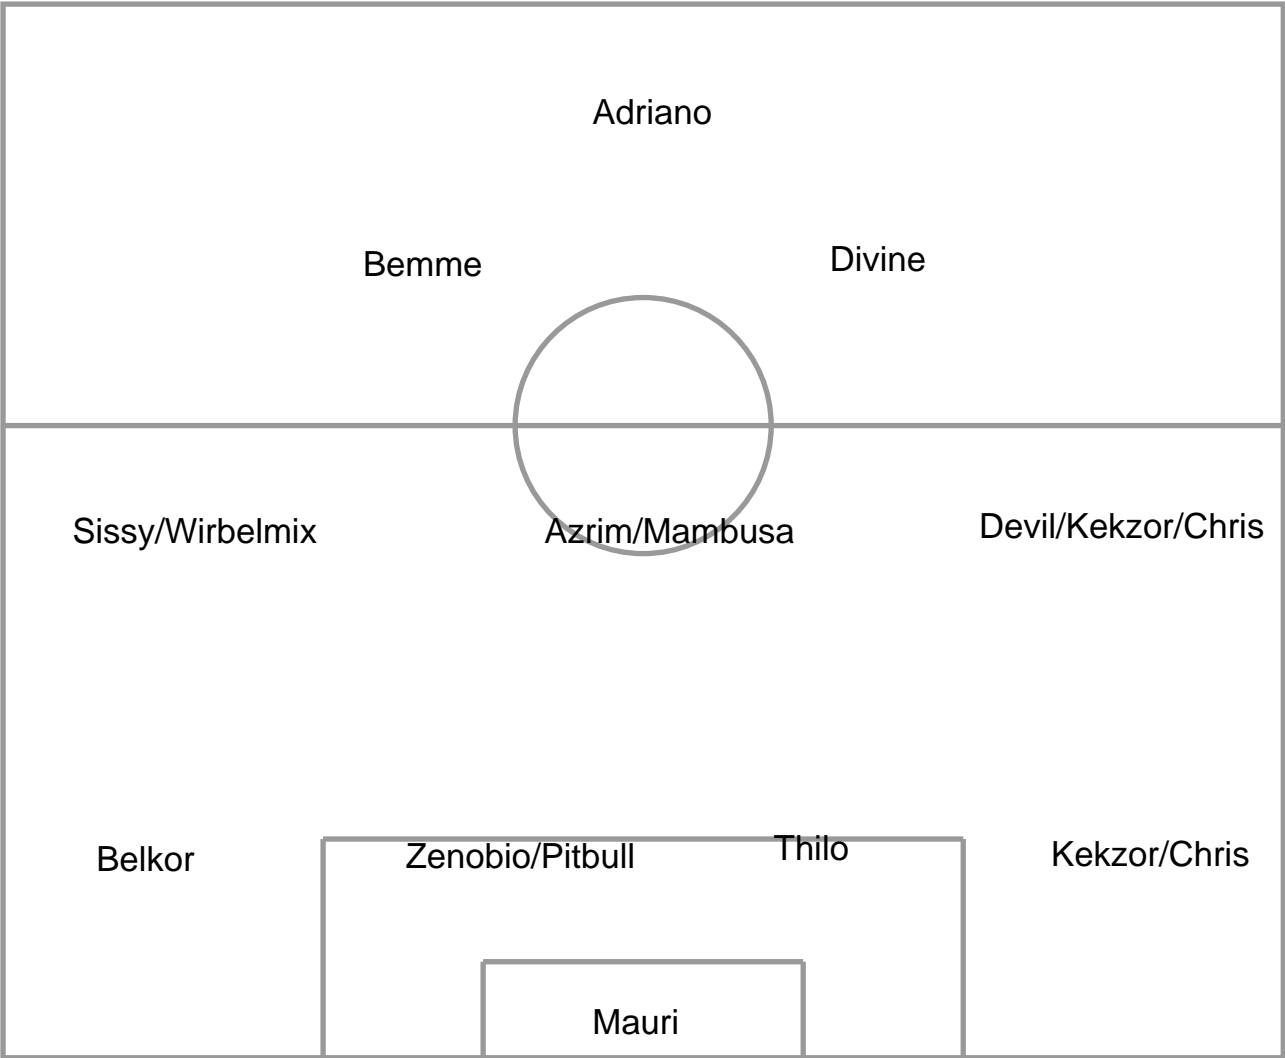 Adriano
Bemme
Divine
Sissy/Wirbelmix
Azrim/Mambusa
Devil/Kekzor/Chris
Belkor
Zenobio/Pitbull
Thilo
Kekzor/Chris
Mauri